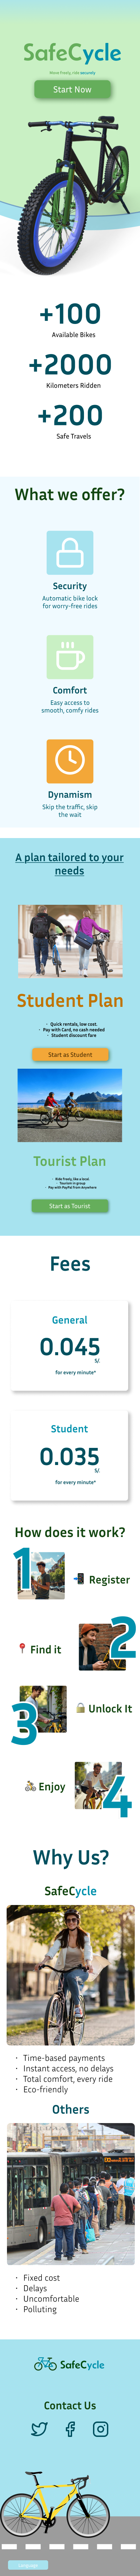 SafeCycle
Move freely, ride securely
Start Now
+100
Available Bikes
+2000
Kilometers Ridden
+200
Safe Travels
What we offer?
Security
Automatic bike lock
for worry-free rides
Comfort
Easy access to
smooth, comfy rides
Dynamism
Skip the traffic, skip
the wait
A plan tailored to your
needs
Student Plan
• Quick rentals, low cost.
• Pay with Card, no cash needed
• Student discount fare
Start as Student
Tourist Plan
• Ride freely, like a local.
• Tourism in group
• Pay with PayPal from Anywhere
Start as Tourist
Fees
General
0.045
S/.
for every minute*
Student
0.035
S/.
for every minute*
How does it work?
1
Register
2
Find it
3
Unlock It
4
Enjoy
Why Us?
SafeCycle
• Time-based payments
• Instant access, no delays
• Total comfort, every ride
• Eco-friendly
Others
• Fixed cost
• Delays
• Uncomfortable
• Polluting
SafeCycle
Contact Us
Language